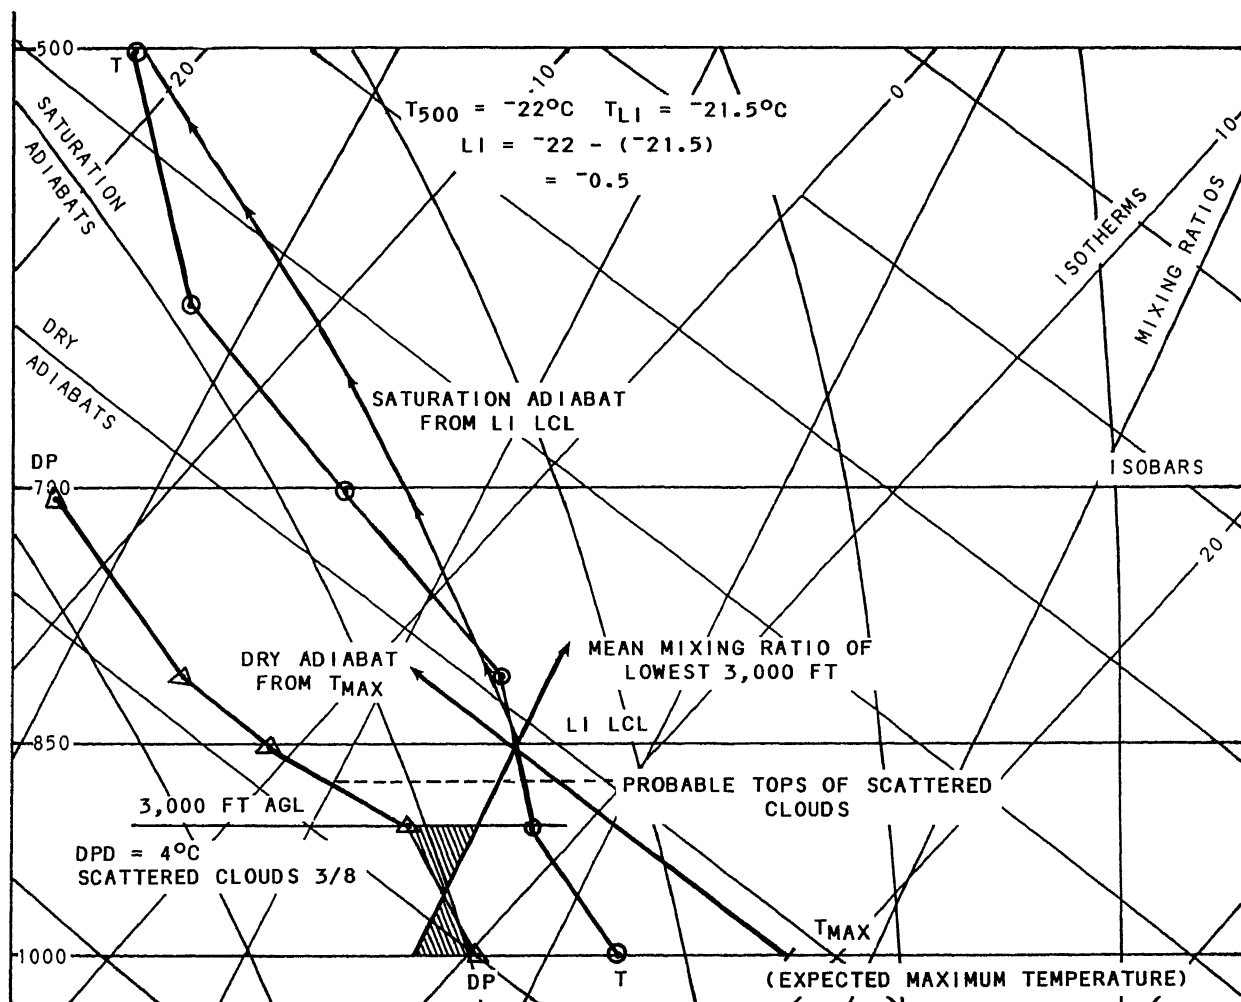 500
T
20
10
0
10
SATURATION
ADIABATS
T500 = -22°C TLI = -21.5°C
LI = -22 - (-21.5)
= -0.5
ISOTHERMS
MIXING RATIOS
DRY
ADIABATS
SATURATION ADIABAT
FROM LI LCL
DP
ISOBARS
700
20
DRY ADIABAT
FROM TMAX
MEAN MIXING RATIO OF
LOWEST 3,000 FT
LI LCL
850
PROBABLE TOPS OF SCATTERED
CLOUDS
3,000 FT AGL
DPD = 4°C
SCATTERED CLOUDS 3/8
TMAX
1000
DP
T
(EXPECTED MAXIMUM TEMPERATURE)